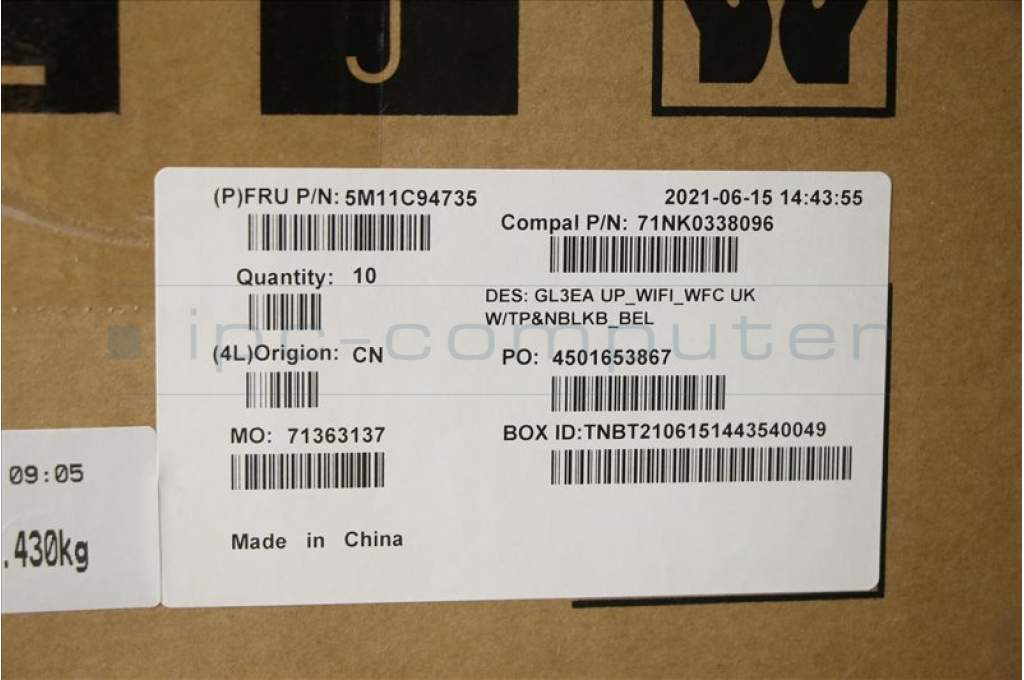 (P)FRU P/N: 5M11C94735
2021-06-15 14:43:55
Compal P/N: 71NK0338096
Quantity: 10
DES: GL3EA UP_WIFI_WFC UK
W/TP&NBLKB_BEL
ipc-computer
(4L)Origion: CN
PO: 4501653867
MO: 71363137
BOX ID:TNBT2106151443540049
09:05
Made in China
.430kg